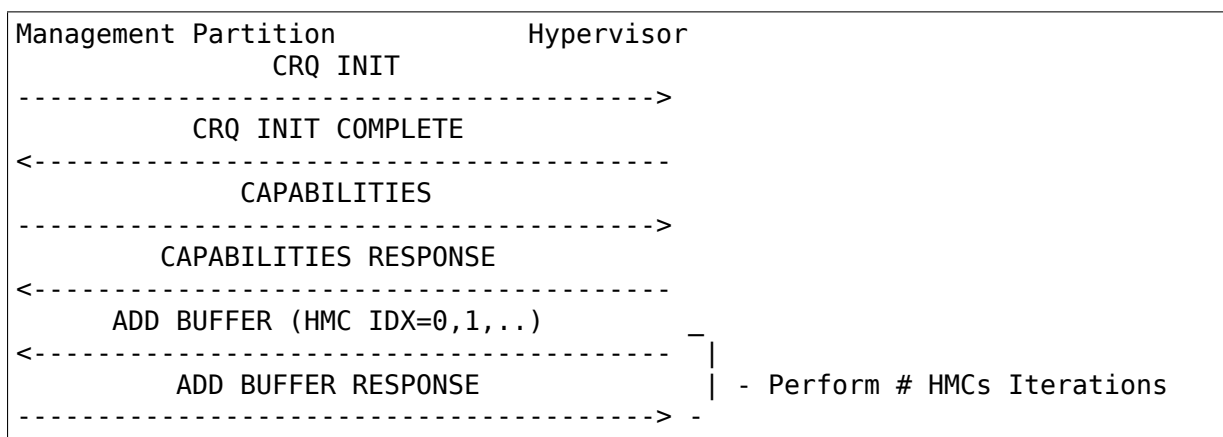 Management Partition            Hypervisor
                CRQ INIT
---------------------------------------->
           CRQ INIT COMPLETE
<----------------------------------------
              CAPABILITIES
---------------------------------------->
         CAPABILITIES RESPONSE
<----------------------------------------
      ADD BUFFER (HMC IDX=0,1,..)         _
<----------------------------------------  |
          ADD BUFFER RESPONSE              | - Perform # HMCs Iterations
----------------------------------------> -